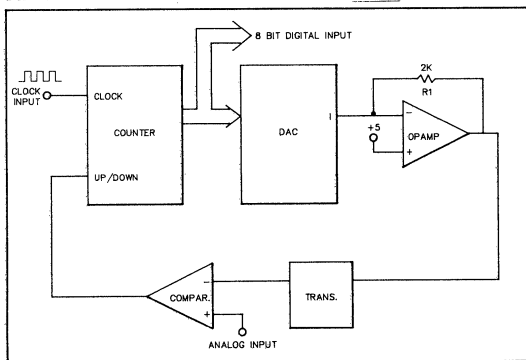 8 BIT DIGITAL INPUT
CLOCK
INPUT
CLOCK
COUNTER
UP/DOWN
DAC
I
2K
R1
+5
-
+
OPAMP
TRANS.
-
COMPAR.
+
ANALOG INPUT